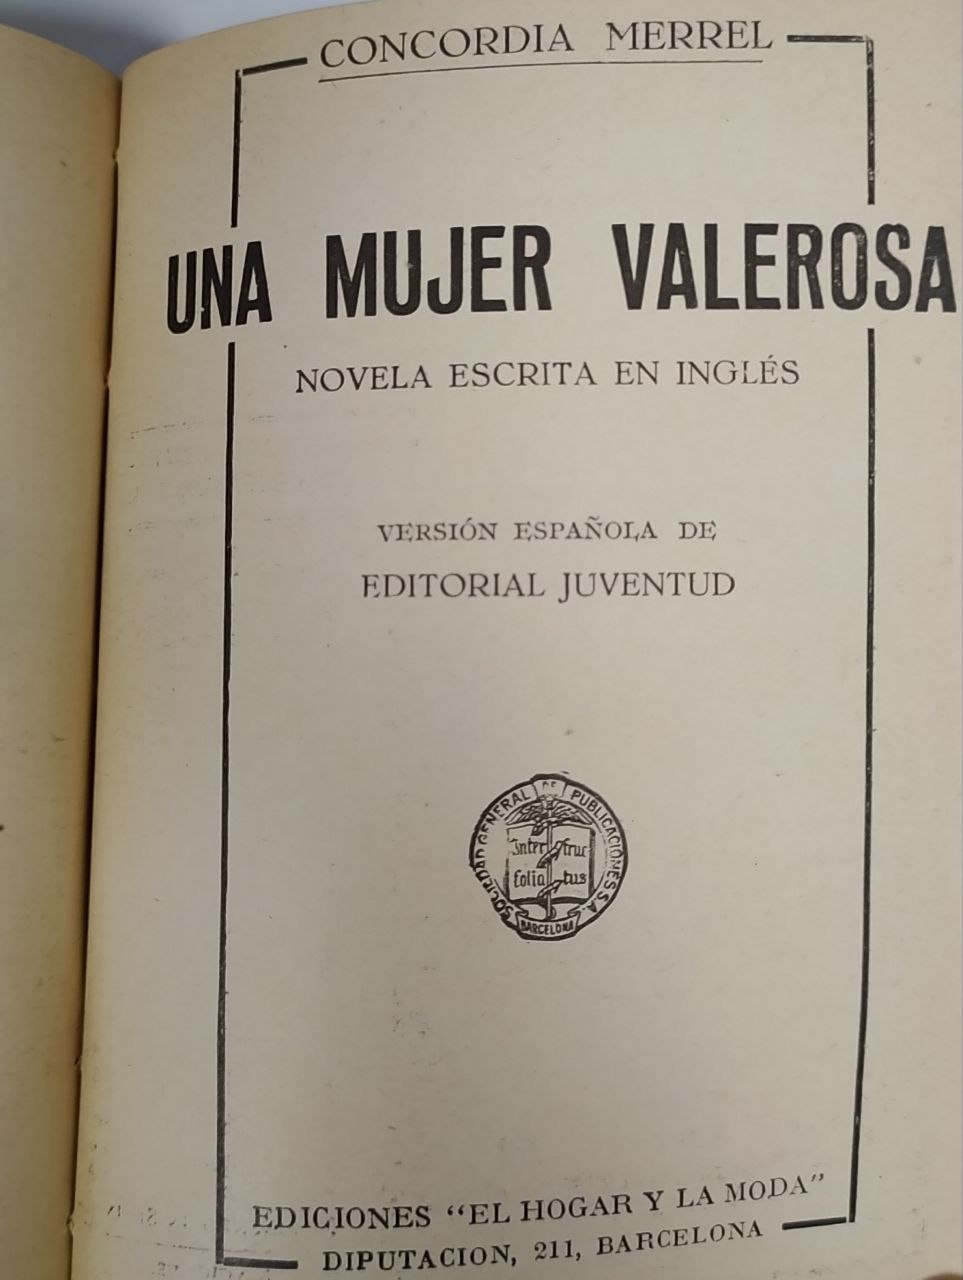 CONCORDIA MERREL
UNA MUJER VALEROSA
NOVELA ESCRITA EN INGLÉS
VERSIÓN ESPAÑOLA DE
EDITORIAL JUVENTUD
SOCIEDAD GENERAL DE PUBLICACIONES S.A.
Inter fruc
folia tus
BARCELONA
EDICIONES "EL HOGAR Y LA MODA"
DIPUTACION, 211, BARCELONA